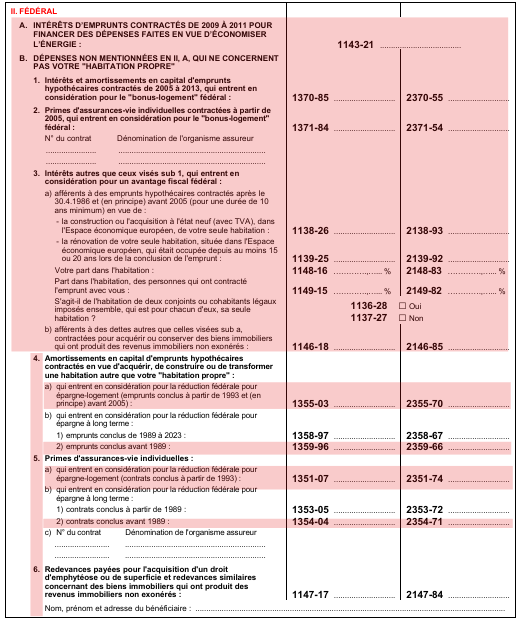 II. FÉDÉRAL
A. INTÉRÊTS D'EMPRUNTS CONTRACTÉS DE 2009 À 2011 POUR
FINANCER DES DÉPENSES FAITES EN VUE D'ÉCONOMISER
L'ÉNERGIE : 1143-21 ..............................
B. DÉPENSES NON MENTIONNÉES EN II, A, QUI NE CONCERNENT
PAS VOTRE "HABITATION PROPRE"
1. Intérêts et amortissements en capital d'emprunts
hypothécaires contractés de 2005 à 2013, qui entrent en
considération pour le "bonus-logement" fédéral : 1370-85 ...................... 2370-55 ......................
2. Primes d'assurances-vie individuelles contractées à partir de
2005, qui entrent en considération pour le "bonus-logement"
fédéral : 1371-84 ...................... 2371-54 ......................
N° du contrat Dénomination de l'organisme assureur
.................. ......................................................
.................. ......................................................
3. Intérêts autres que ceux visés sub 1, qui entrent en
considération pour un avantage fiscal fédéral :
a) afférents à des emprunts hypothécaires contractés après le
30.4.1986 et (en principe) avant 2005 (pour une durée de 10
ans minimum) en vue de :
- la construction ou l'acquisition à l'état neuf (avec TVA), dans
l'Espace économique européen, de votre seule habitation : 1138-26 ...................... 2138-93 ......................
- la rénovation de votre seule habitation, située dans l'Espace
économique européen, qui était occupée depuis au moins 15
ou 20 ans lors de la conclusion de l'emprunt : 1139-25 ...................... 2139-92 ......................
Votre part dans l'habitation : 1148-16 ............,....... % 2148-83 ............,....... %
Part dans l'habitation, des personnes qui ont contracté
l'emprunt avec vous : 1149-15 ............,....... % 2149-82 ............,....... %
S'agit-il de l'habitation de deux conjoints ou cohabitants légaux
imposés ensemble, qui est pour chacun d'eux, sa seule
habitation ? 1136-28 ☐ Oui
1137-27 ☐ Non
b) afférents à des dettes autres que celles visées sub a,
contractées pour acquérir ou conserver des biens immobiliers
qui ont produit des revenus immobiliers non exonérés : 1146-18 ...................... 2146-85 ......................
4. Amortissements en capital d'emprunts hypothécaires
contractés en vue d'acquérir, de construire ou de transformer
une habitation autre que votre "habitation propre" :
a) qui entrent en considération pour la réduction fédérale pour
épargne-logement (emprunts conclus à partir de 1993 et (en
principe) avant 2005) : 1355-03 ...................... 2355-70 ......................
b) qui entrent en considération pour la réduction fédérale pour
épargne à long terme :
1) emprunts conclus de 1989 à 2023 : 1358-97 ...................... 2358-67 ......................
2) emprunts conclus avant 1989 : 1359-96 ...................... 2359-66 ......................
5. Primes d'assurances-vie individuelles :
a) qui entrent en considération pour la réduction fédérale pour
épargne-logement (contrats conclus à partir de 1993) : 1351-07 ...................... 2351-74 ......................
b) qui entrent en considération pour la réduction fédérale pour
épargne à long terme :
1) contrats conclus à partir de 1989 : 1353-05 ...................... 2353-72 ......................
2) contrats conclus avant 1989 : 1354-04 ...................... 2354-71 ......................
c) N° du contrat Dénomination de l'organisme assureur
.................. ......................................................
.................. ......................................................
6. Redevances payées pour l'acquisition d'un droit
d'emphytéose ou de superficie et redevances similaires
concernant des biens immobiliers qui ont produit des
revenus immobiliers non exonérés : 1147-17 ...................... 2147-84 ......................
Nom, prénom et adresse du bénéficiaire : ............................................................